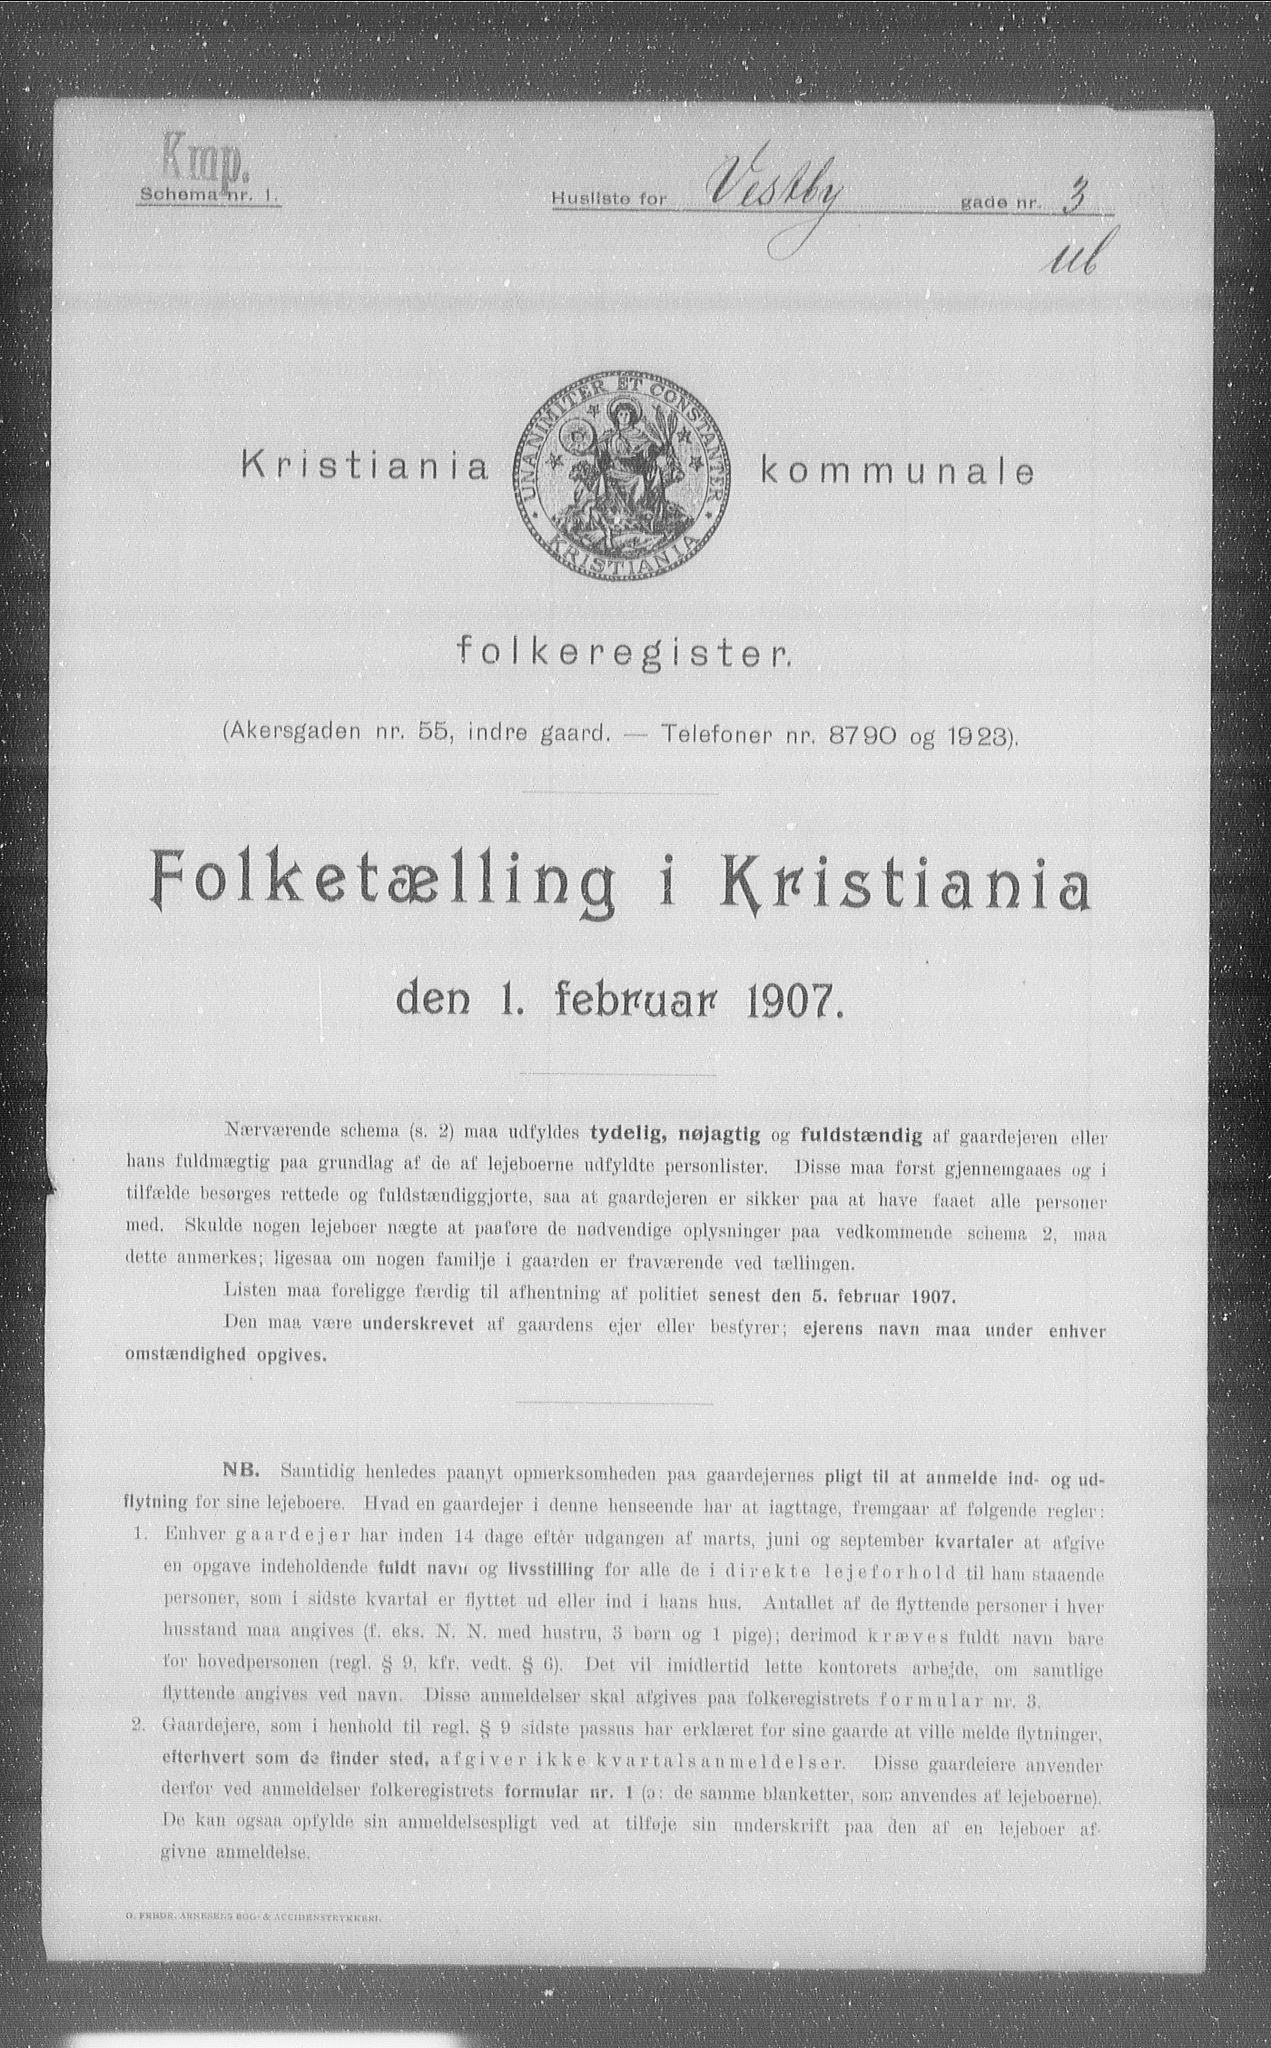 Kmp.
Schema nr. 1.
Husliste for Vestby gade nr. 3
ub
UNANIMITER ET CONSTANTER
KRISTIANIA
Kristiania kommunale
folkeregister.
(Akersgaden nr. 55, indre gaard. — Telefoner nr. 8790 og 1923).
Folketælling i Kristiania
den 1. februar 1907.
Nærværende schema (s. 2) maa udfyldes tydelig, nøjagtig og fuldstændig af gaardejeren eller
hans fuldmægtig paa grundlag af de af lejeboerne udfyldte personlister. Disse maa først gjennemgaaes og i
tilfælde besørges rettede og fuldstændiggjorte, saa at gaardejeren er sikker paa at have faaet alle personer
med. Skulde nogen lejeboer nægte at paaføre de nødvendige oplysninger paa vedkommende schema 2, maa
dette anmerkes; ligesaa om nogen familje i gaarden er fraværende ved tællingen.
Listen maa foreligge færdig til afhentning af politiet senest den 5. februar 1907.
Den maa være underskrevet af gaardens ejer eller bestyrer; ejerens navn maa under enhver
omstændighed opgives.
NB. Samtidig henledes paanyt opmerksomheden paa gaardejernes pligt til at anmelde ind- og ud-
flytning for sine lejeboere. Hvad en gaardejer i denne henseende har at iagttage, fremgaar af følgende regler:
1. Enhver gaardejer har inden 14 dage efter udgangen af marts, juni og september kvartaler at afgive
en opgave indeholdende fuldt navn og livsstilling for alle de i direkte lejeforhold til ham staaende
personer, som i sidste kvartal er flyttet ud eller ind i hans hus. Antallet af de flyttende personer i hver
husstand maa angives (f. eks. N. N. med hustru, 3 børn og 1 pige); derimod kræves fuldt navn bare
for hovedpersonen (regl. § 9, kfr. vedt. § 6). Det vil imidlertid lette kontorets arbejde, om samtlige
flyttende angives ved navn. Disse anmeldelser skal afgives paa folkeregistrets formular nr. 3.
2. Gaardejere, som i henhold til regl. § 9 sidste passus har erklæret for sine gaarde at ville melde flytninger,
efterhvert som de finder sted, afgiver ikke kvartalsanmeldelser. Disse gaardeiere anvender
derfor ved anmeldelser folkeregistrets formular nr. 1 (ɔ: de samme blanketter, som anvendes af lejeboerne).
De kan ogsaa opfylde sin anmeldelsespligt ved at tilføje sin underskrift paa den af en lejeboer af-
givne anmeldelse.
O. FREDR. ARNESENS BOG- & ACCIDENSTRYKKERI.